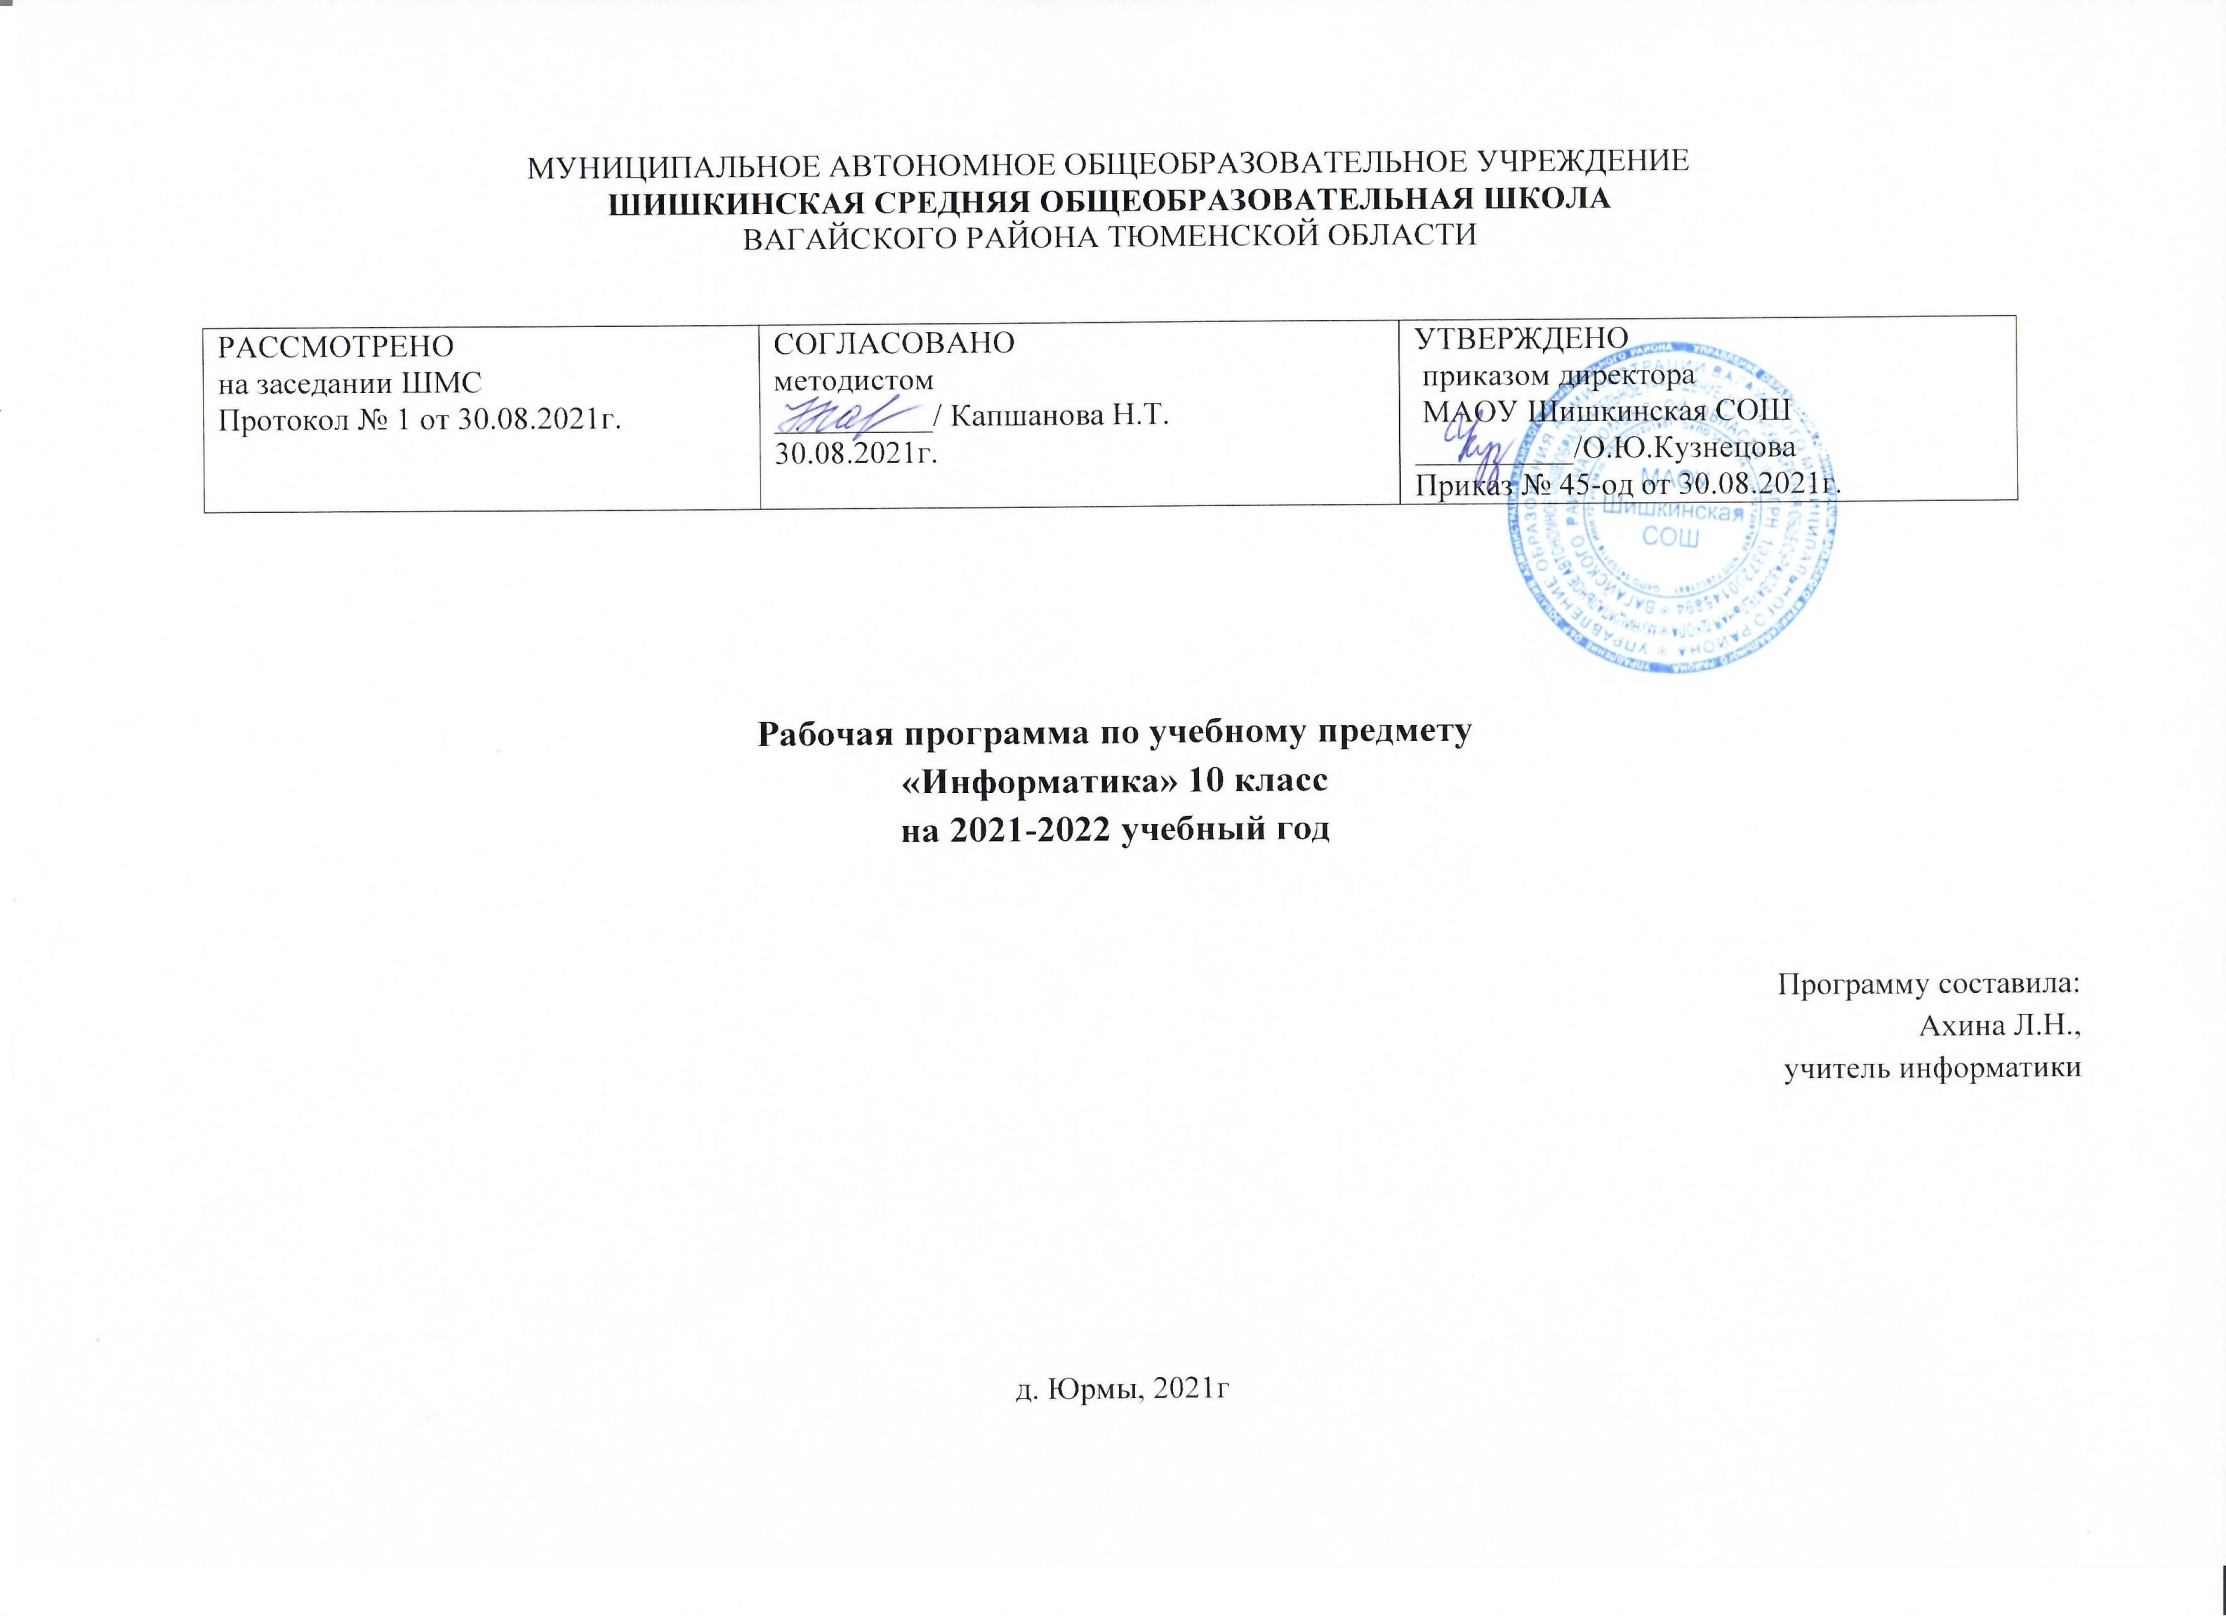 МУНИЦИПАЛЬНОЕ АВТОНОМНОЕ ОБЩЕОБРАЗОВАТЕЛЬНОЕ УЧРЕЖДЕНИЕ
ШИШКИНСКАЯ СРЕДНЯЯ ОБЩЕОБРАЗОВАТЕЛЬНАЯ ШКОЛА
ВАГАЙСКОГО РАЙОНА ТЮМЕНСКОЙ ОБЛАСТИ
РАССМОТРЕНО
на заседании ШМС
Протокол № 1 от 30.08.2021г.
СОГЛАСОВАНО
методистом
/ Капшанова Н.Т.
30.08.2021г.
УТВЕРЖДЕНО
приказом директора
МАОУ Шишкинская СОШ
/О.Ю.Кузнецова
Приказ № 45-од от 30.08.2021г.
МАОУ
Шишкинская
СОШ
Рабочая программа по учебному предмету
«Информатика» 10 класс
на 2021-2022 учебный год
Программу составила:
Ахина Л.Н.,
учитель информатики
д. Юрмы, 2021г